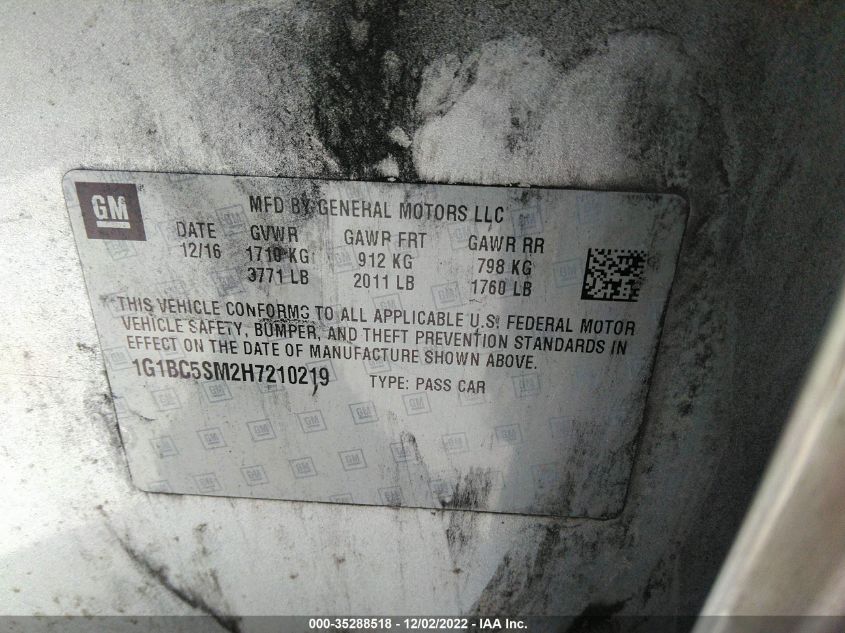 GM
MFD BY GENERAL MOTORS LLC
DATE GVWR GAWR FRT GAWR RR
12/16 1710 KG 912 KG 798 KG
3771 LB 2011 LB 1760 LB
THIS VEHICLE CONFORMS TO ALL APPLICABLE U.S. FEDERAL MOTOR
VEHICLE SAFETY, BUMPER, AND THEFT PREVENTION STANDARDS IN
EFFECT ON THE DATE OF MANUFACTURE SHOWN ABOVE.
1G1BC5SM2H7210219 TYPE: PASS CAR
000-35288518 - 12/02/2022 - IAA Inc.